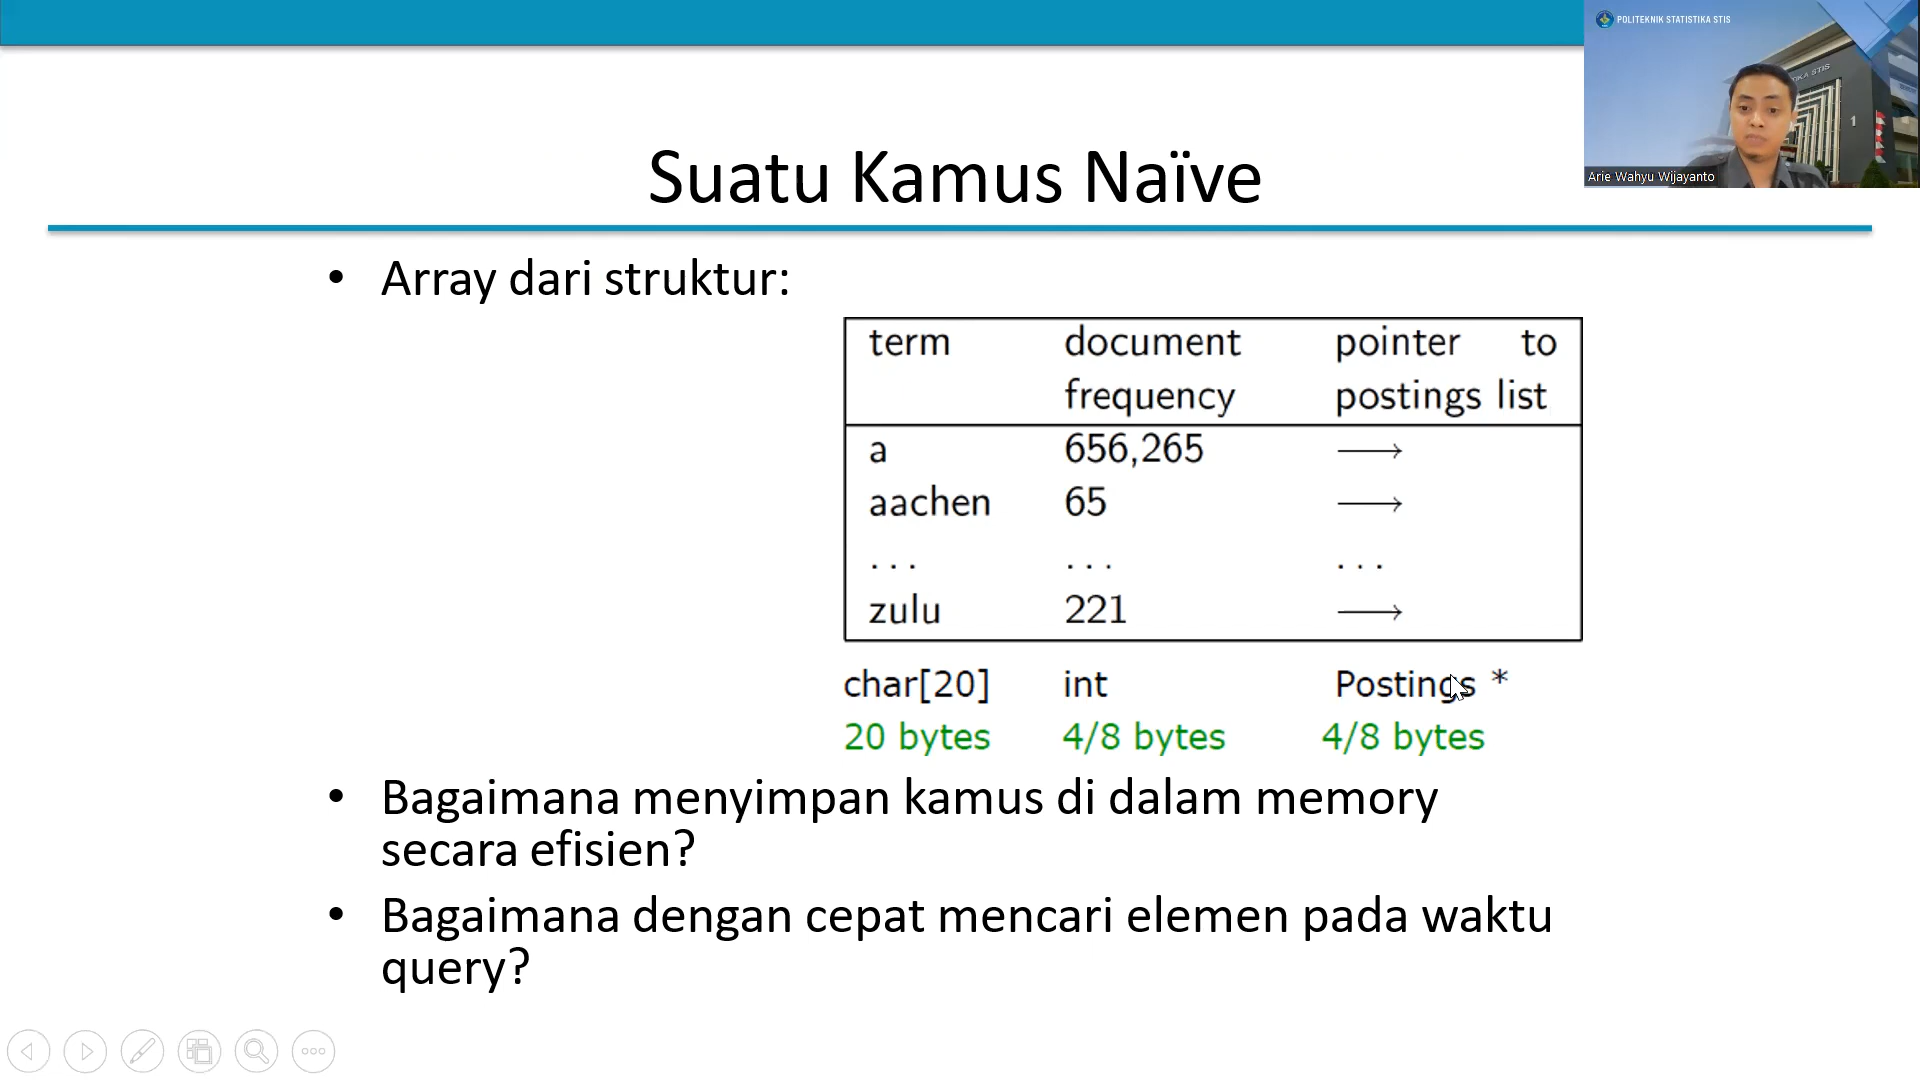 POLITEKNIK STATISTIKA STIS
1
Arie Wahyu Wijayanto
Suatu Kamus Naïve
• Array dari struktur:
term document pointer to
frequency postings list
a 656,265 ⟶
aachen 65 ⟶
. . . . . . . . .
zulu 221 ⟶
char[20] int Postings *
20 bytes 4/8 bytes 4/8 bytes
• Bagaimana menyimpan kamus di dalam memory
secara efisien?
• Bagaimana dengan cepat mencari elemen pada waktu
query?